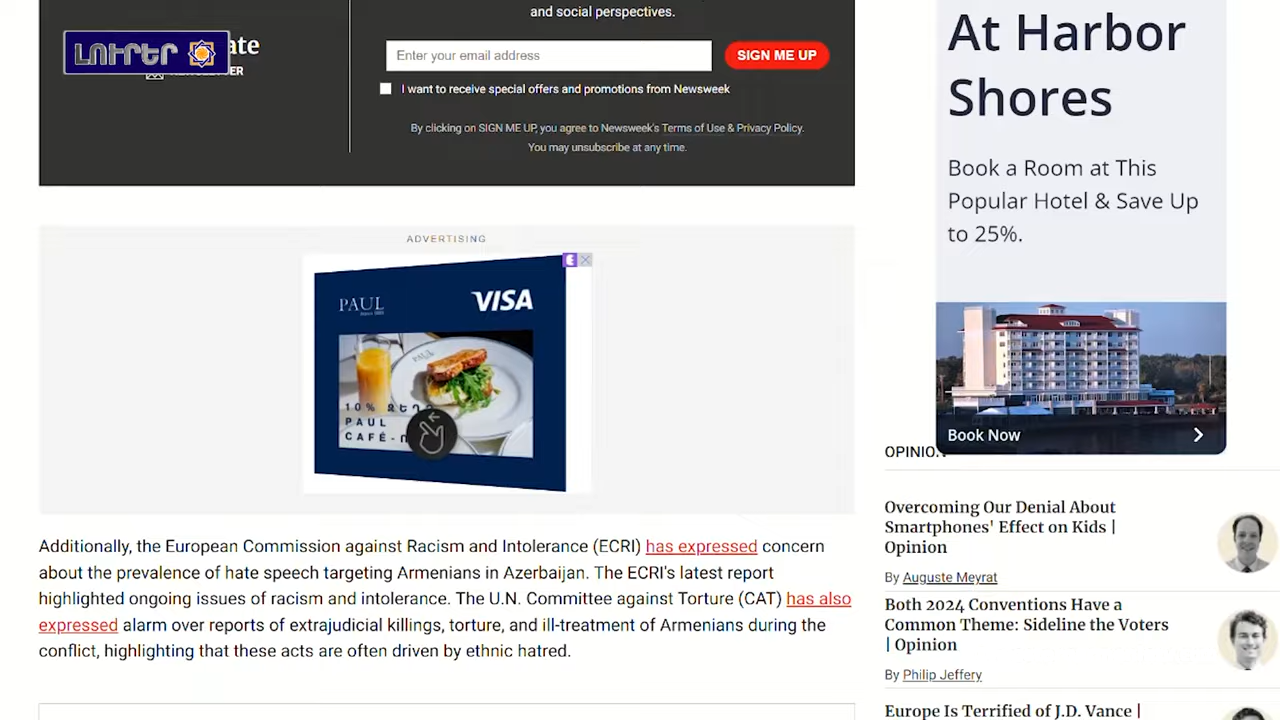 ԼՈՒՐԵՐ
and social perspectives.
Enter your email address
SIGN ME UP
I want to receive special offers and promotions from Newsweek
By clicking on SIGN ME UP, you agree to Newsweek's Terms of Use & Privacy Policy.
You may unsubscribe at any time.
ADVERTISING
PAUL
VISA
PAUL
10%
PAUL
Additionally, the European Commission against Racism and Intolerance (ECRI) has expressed concern
about the prevalence of hate speech targeting Armenians in Azerbaijan. The ECRI's latest report
highlighted ongoing issues of racism and intolerance. The U.N. Committee against Torture (CAT) has also
expressed alarm over reports of extrajudicial killings, torture, and ill-treatment of Armenians during the
conflict, highlighting that these acts are often driven by ethnic hatred.
At Harbor
Shores
Book a Room at This
Popular Hotel & Save Up
to 25%.
Book Now
OPINION
Overcoming Our Denial About
Smartphones' Effect on Kids |
Opinion
By Auguste Meyrat
Both 2024 Conventions Have a
Common Theme: Sideline the Voters
| Opinion
By Philip Jeffery
Europe Is Terrified of J.D. Vance |